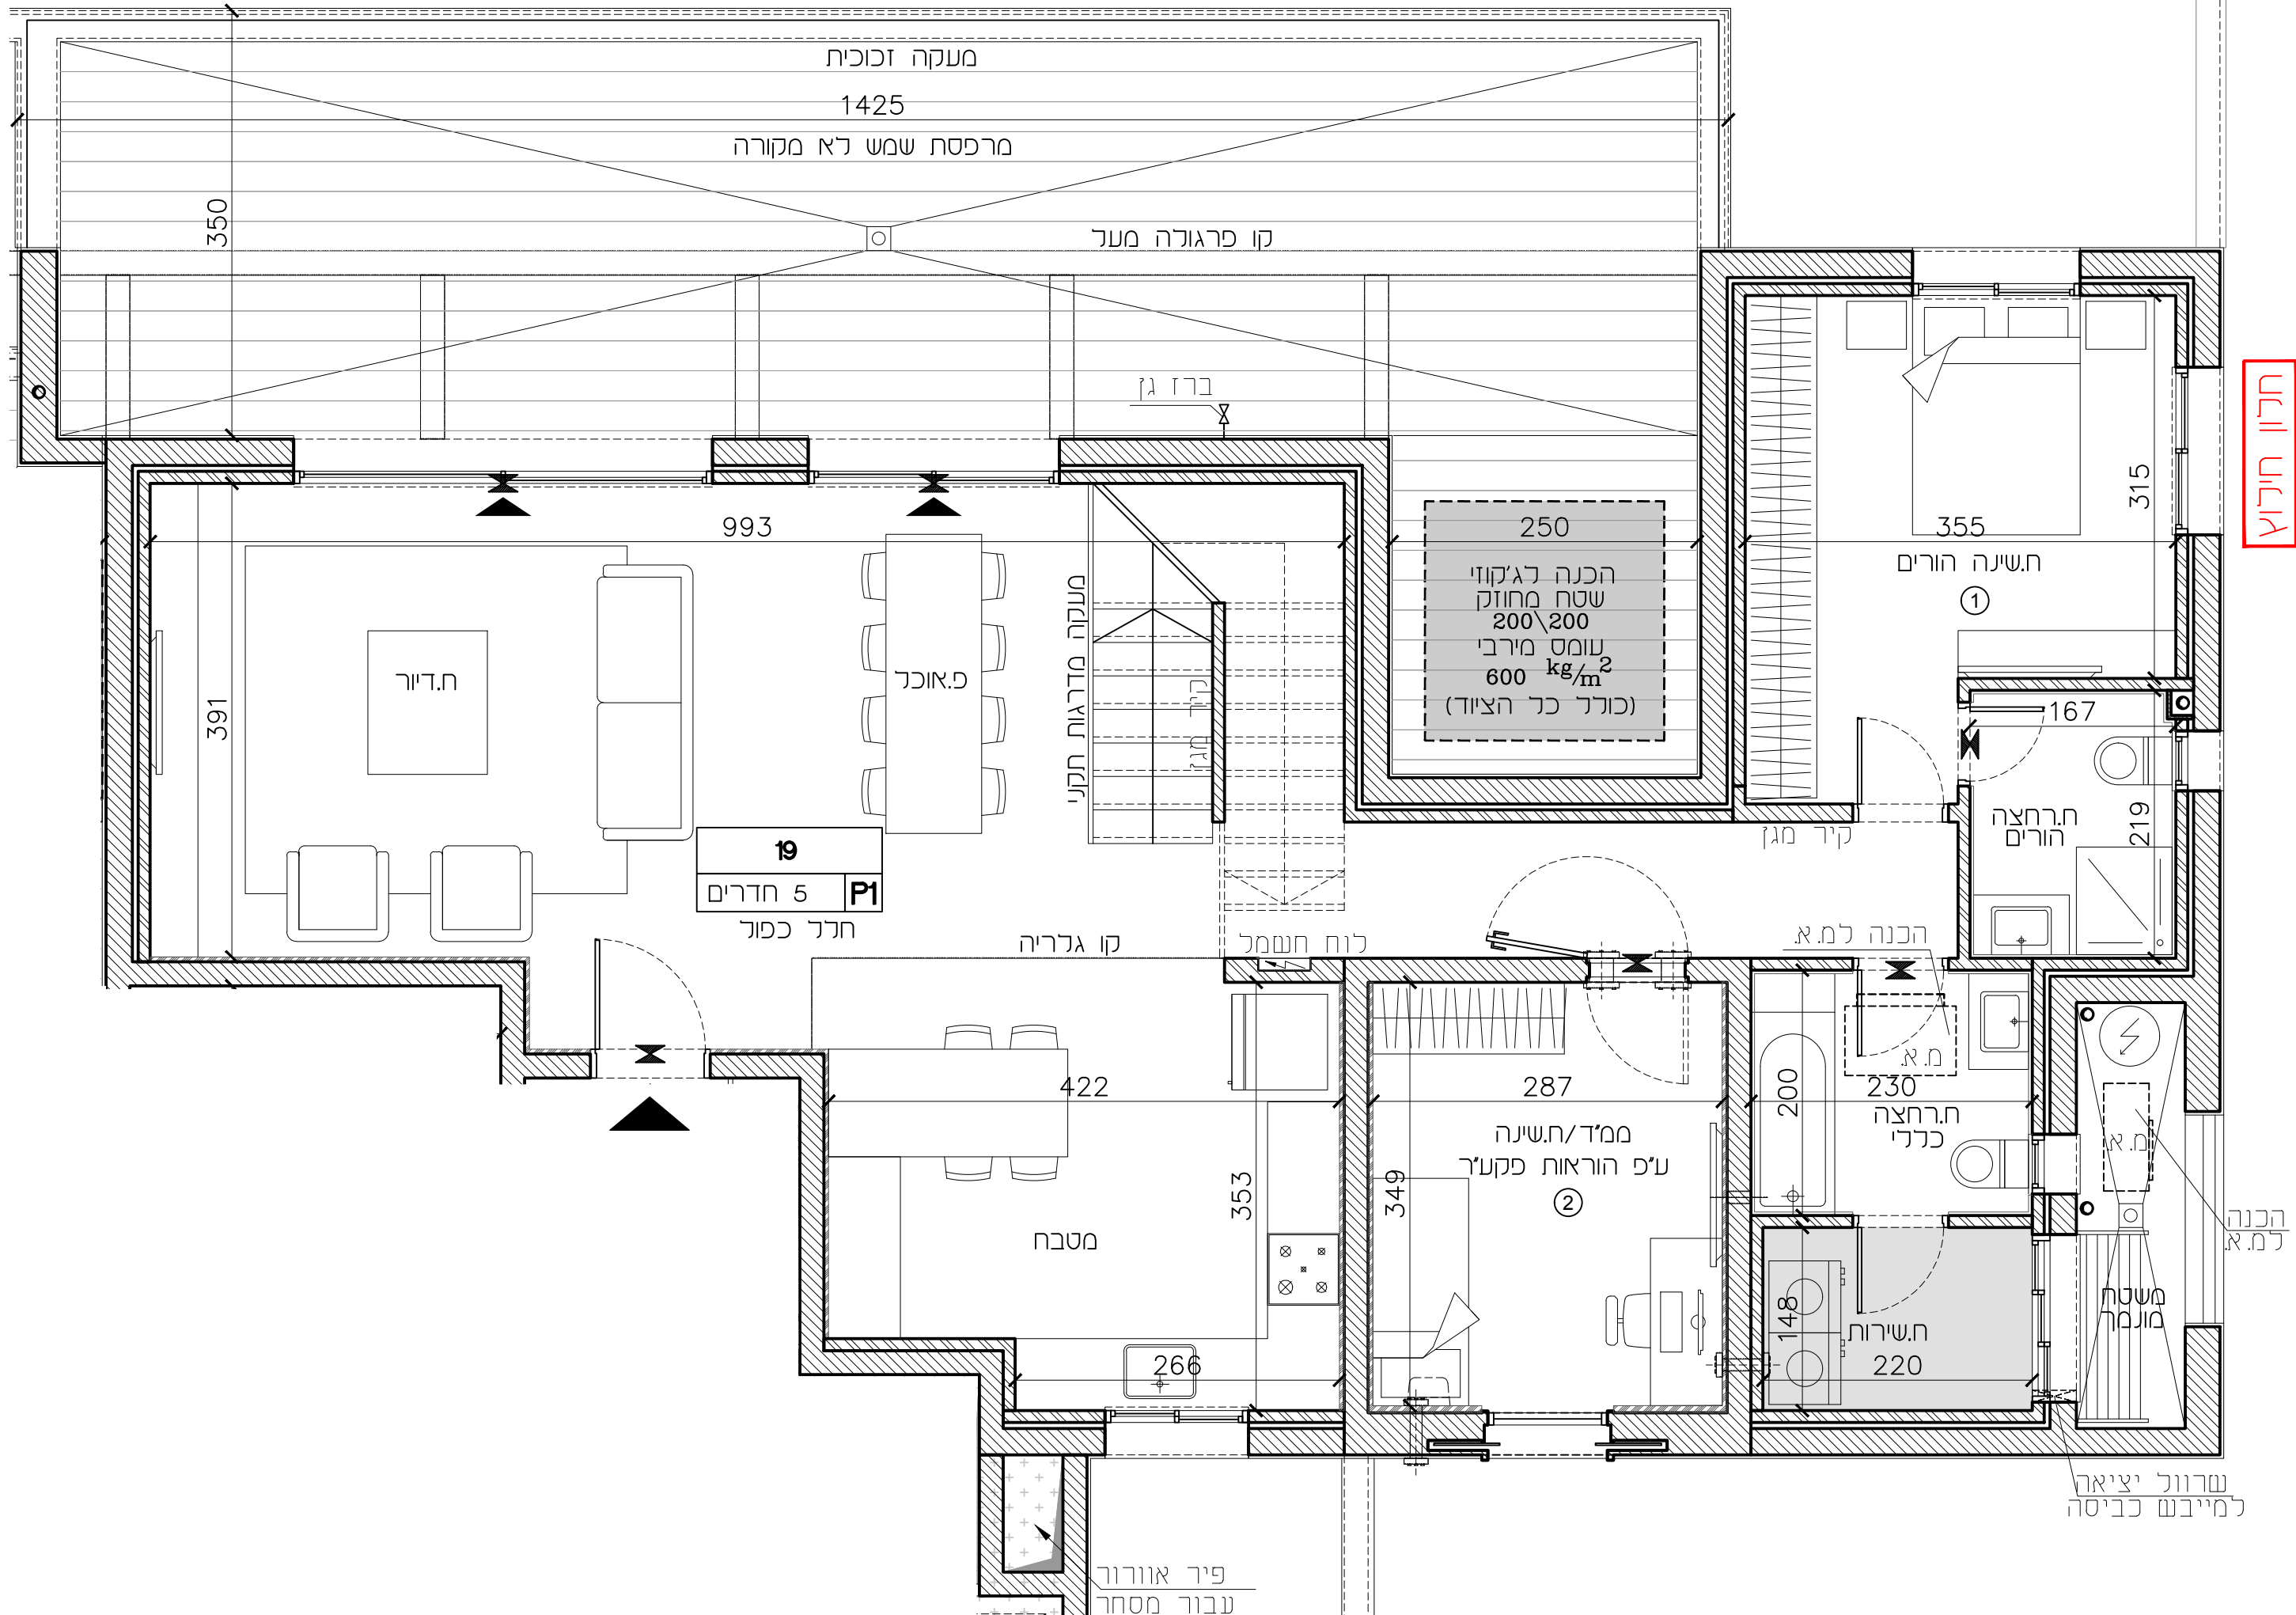 מעקה זכוכית
1425
מרפסת שמש לא מקורה
350
קו פרגולה מעל
ברז גן
חלון חילוץ
993
250
355
315
ח.שינה הורים
1
הכנה לג'קוזי
שטח מחוזק
200\200
עומס מירבי
600 kg/m²
(כולל כל הציוד)
מעקה מדרגות תקני
קיר מגן
פ.אוכל
ח.דיור
391
167
219
ח.רחצה
הורים
קיר מגן
19
5 חדרים P1
חלל כפול
קו גלריה
לוח חשמל
הכנה למ.א.
מ.א.
422
287
200
230
ח.רחצה
כללי
ממ"ד/ח.שינה
ע"פ הוראות פקע"ר
2
349
353
מ.א.
הכנה
למ.א.
מטבח
משטח
מונמך
148
ח.שירות
220
266
שרוול יציאה
למייבש כביסה
פיר אוורור
עבור מסחר